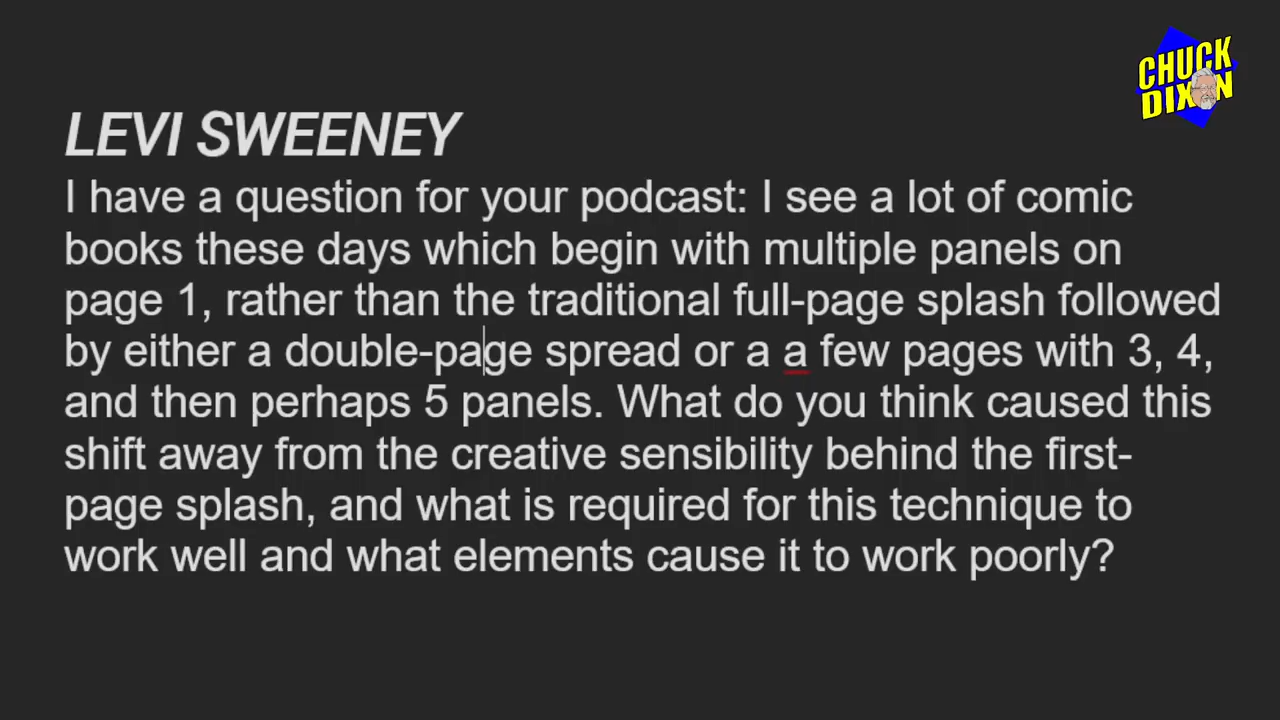 CHUCK
DIXON
LEVI SWEENEY
I have a question for your podcast: I see a lot of comic
books these days which begin with multiple panels on
page 1, rather than the traditional full-page splash followed
by either a double-page spread or a a few pages with 3, 4,
and then perhaps 5 panels. What do you think caused this
shift away from the creative sensibility behind the first-
page splash, and what is required for this technique to
work well and what elements cause it to work poorly?